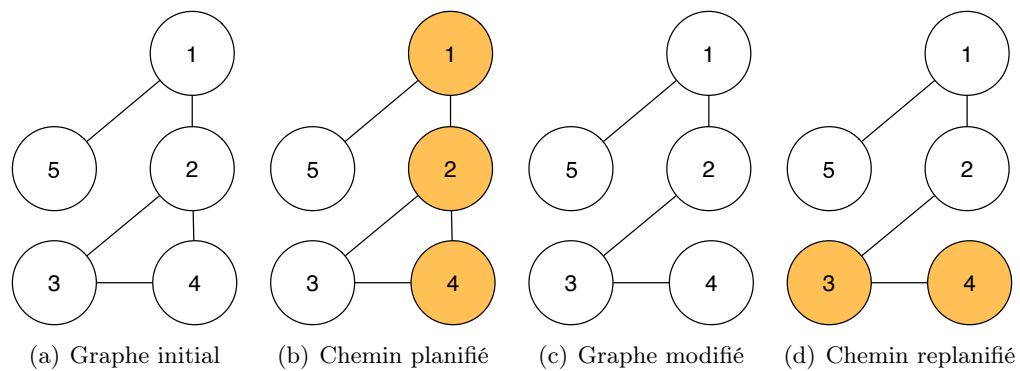 1 1 1 1
5 2 5 2 5 2 5 2
3 4 3 4 3 4 3 4
(a) Graphe initial (b) Chemin planifié (c) Graphe modifié (d) Chemin replanifié